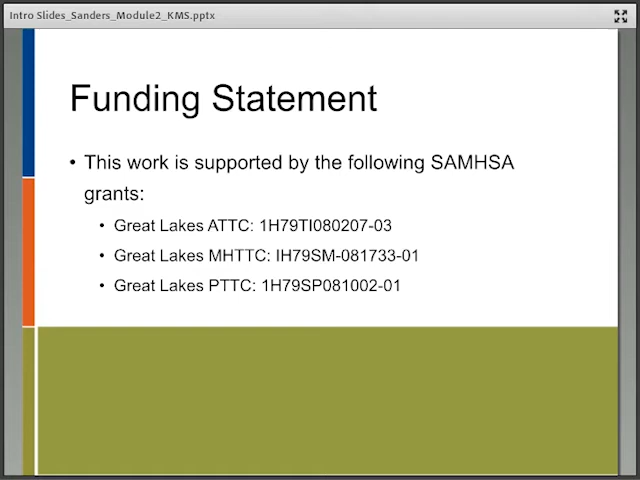 Intro Slides_Sanders_Module2_KMS.pptx
Funding Statement
• This work is supported by the following SAMHSA
grants:
• Great Lakes ATTC: 1H79TI080207-03
• Great Lakes MHTTC: IH79SM-081733-01
• Great Lakes PTTC: 1H79SP081002-01